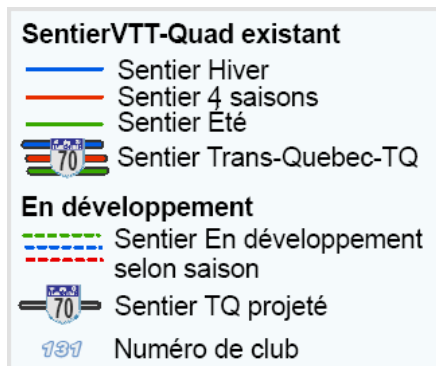 SentierVTT-Quad existant
Sentier Hiver
Sentier 4 saisons
Sentier Été
70 Sentier Trans-Quebec-TQ
En développement
Sentier En développement
selon saison
70 Sentier TQ projeté
131 Numéro de club